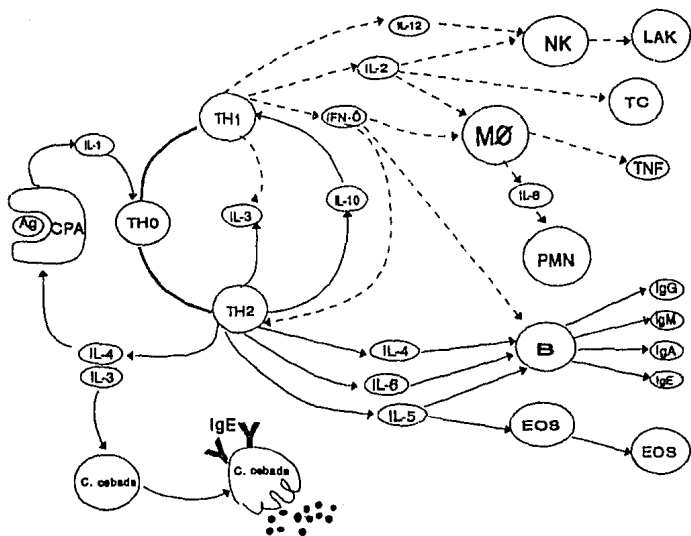 IL-12
NK
LAK
IL-2
TC
TH1
IFN-Ơ
MØ
TNF
IL-1
IL-8
Ag
CPA
TH0
IL-3
IL-10
PMN
TH2
IgG
IgM
IL-4
IL-4
B
IgA
IL-3
IL-6
IgE
IL-5
EOS
EOS
IgE
C. cebada
C. cebada